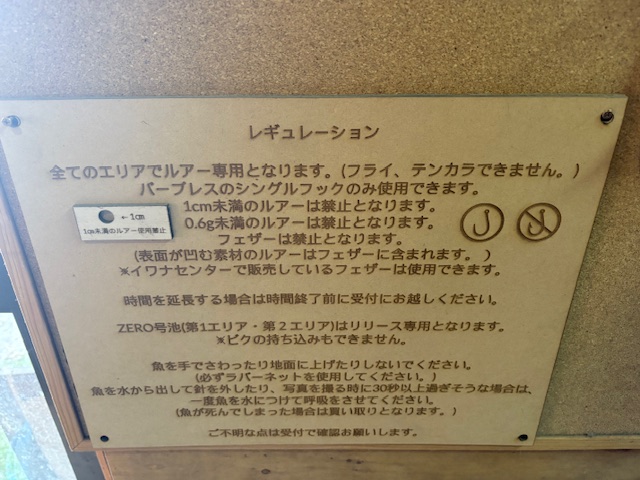 レギュレーション
全てのエリアでルアー専用となります。(フライ、テンカラできません。)
バーブレスのシングルフックのみ使用できます。
1cm未満のルアーは禁止となります。
0.6g未満のルアーは禁止となります。
←1cm
1cm未満のルアー使用禁止
フェザーは禁止となります。
(表面が凹む素材のルアーはフェザーに含まれます。)
※イワナセンターで販売しているフェザーは使用できます。
時間を延長する場合は時間終了前に受付にお越しください。
ZERO号池(第1エリア・第2エリア)はリリース専用となります。
※ビクの持ち込みもできません。
魚を手でさわったり地面に上げたりしないでください。
(必ずラバーネットを使用してください。)
魚を水から出して針を外したり、写真を撮る時に30秒以上過ぎそうな場合は、
一度魚を水につけて呼吸をさせてください。
(魚が死んでしまった場合は買い取りとなります。)
ご不明な点は受付で確認お願いします。